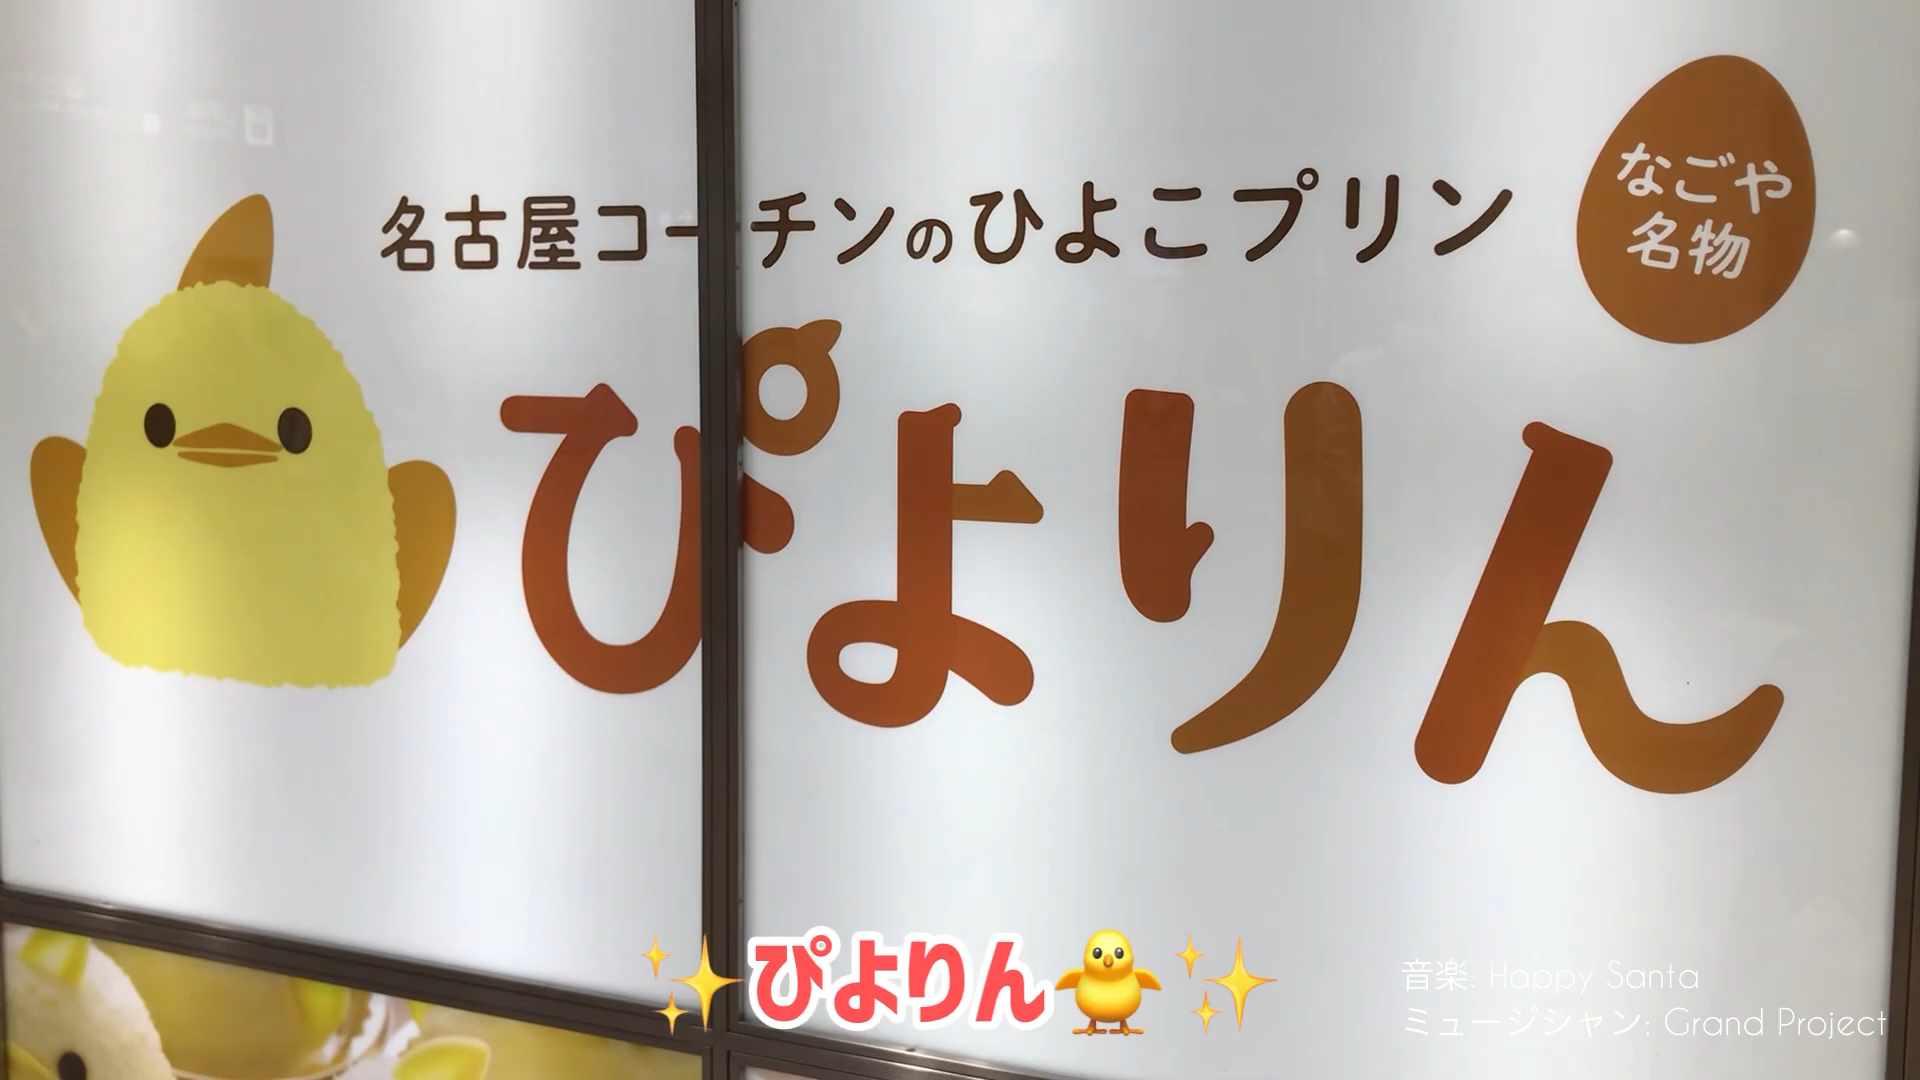 なごや
名物
名古屋コーチンのひよこプリン
ぴよりん
✨ぴよりん🐥✨
音楽: Happy Santa
ミュージシャン: Grand Project